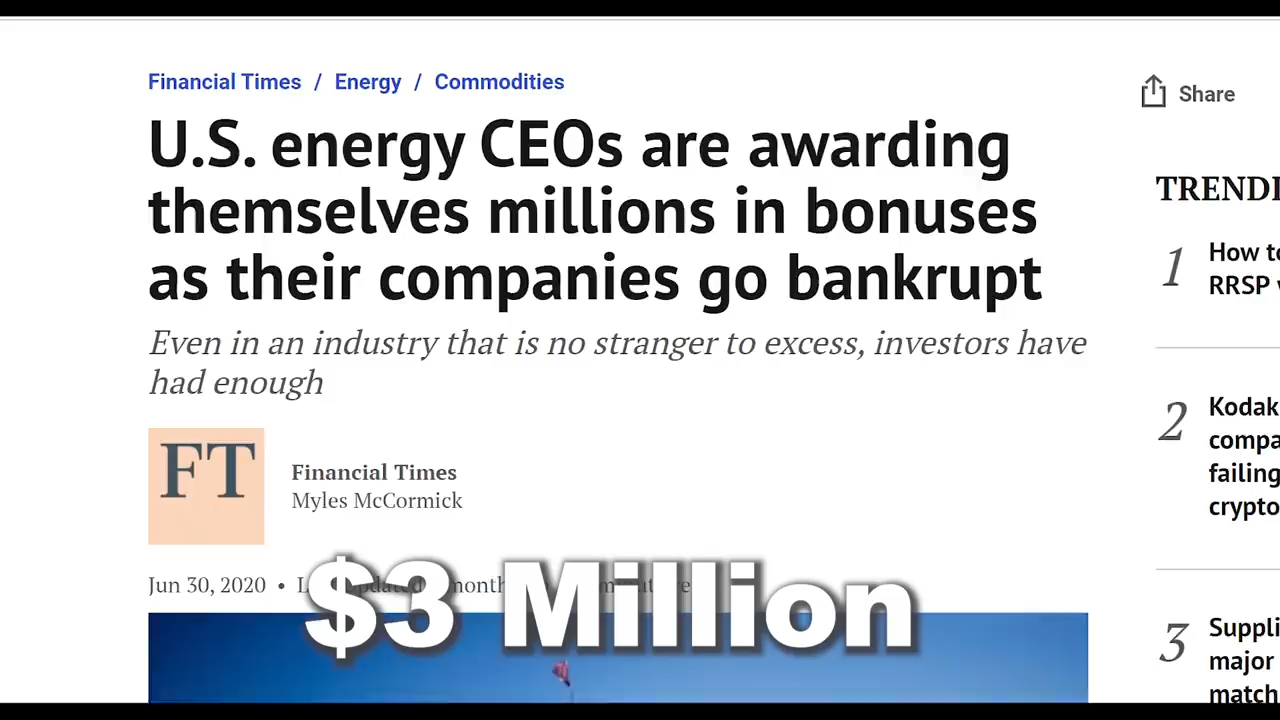 Financial Times / Energy / Commodities
Share
U.S. energy CEOs are awarding
themselves millions in bonuses
as their companies go bankrupt
Even in an industry that is no stranger to excess, investors have
had enough
FT
Financial Times
Myles McCormick
Jun 30, 2020 •
$3 Million
TRENDI
1
How to
RRSP
2
Kodak
compa
failing
crypto
3
Suppli
major
match